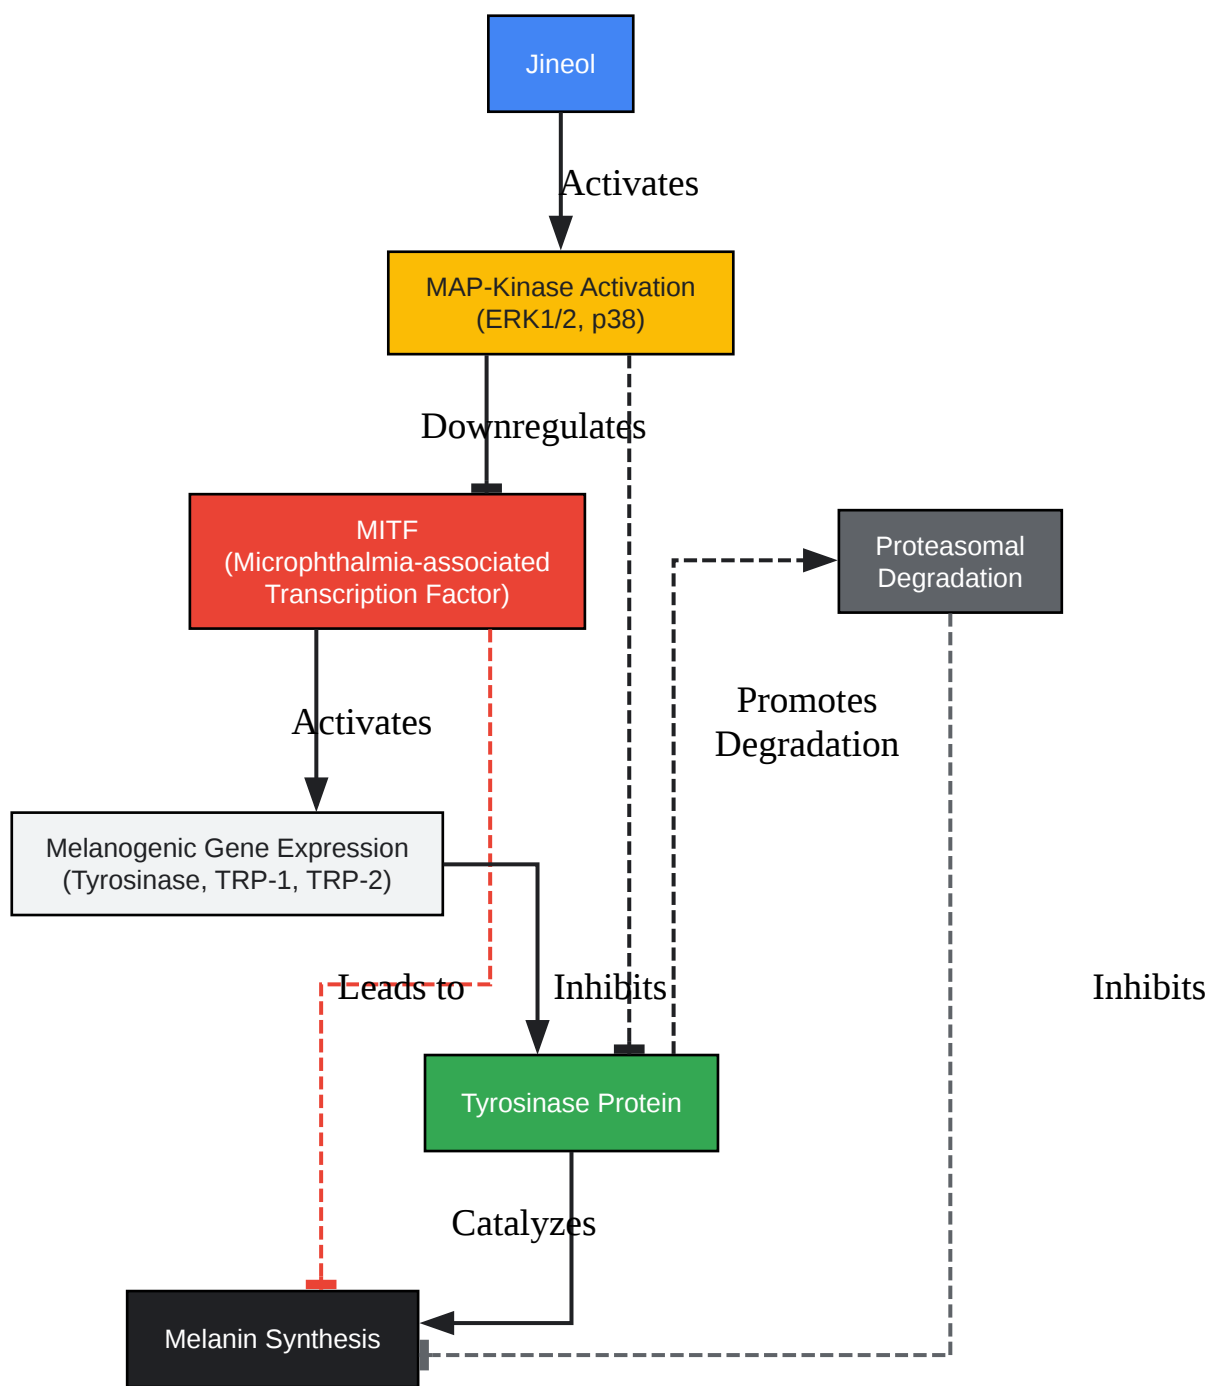 Jineol
Activates
MAP-Kinase Activation
(ERK1/2, p38)
Downregulates
MITF
(Microphthalmia-associated
Transcription Factor)
Proteasomal
Degradation
Activates
Promotes
Degradation
Melanogenic Gene Expression
(Tyrosinase, TRP-1, TRP-2)
Leads to
Inhibits
Inhibits
Tyrosinase Protein
Catalyzes
Melanin Synthesis